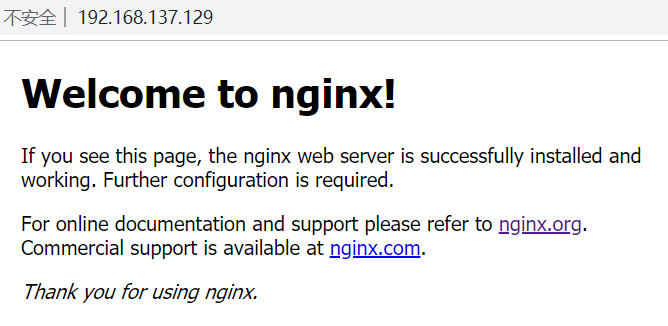 不安全 | 192.168.137.129
Welcome to nginx!
If you see this page, the nginx web server is successfully installed and
working. Further configuration is required.
For online documentation and support please refer to nginx.org.
Commercial support is available at nginx.com.
Thank you for using nginx.